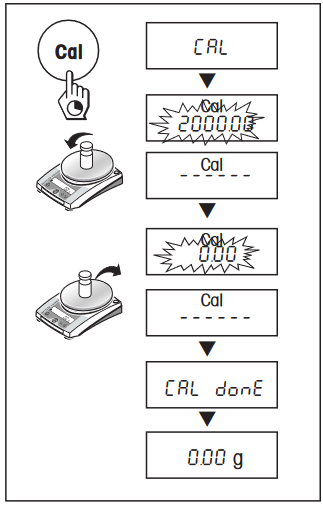 Cal
CAL
Cal
2000.00
Cal
------
Cal
0.00
Cal
------
CAL donE
0.00 g